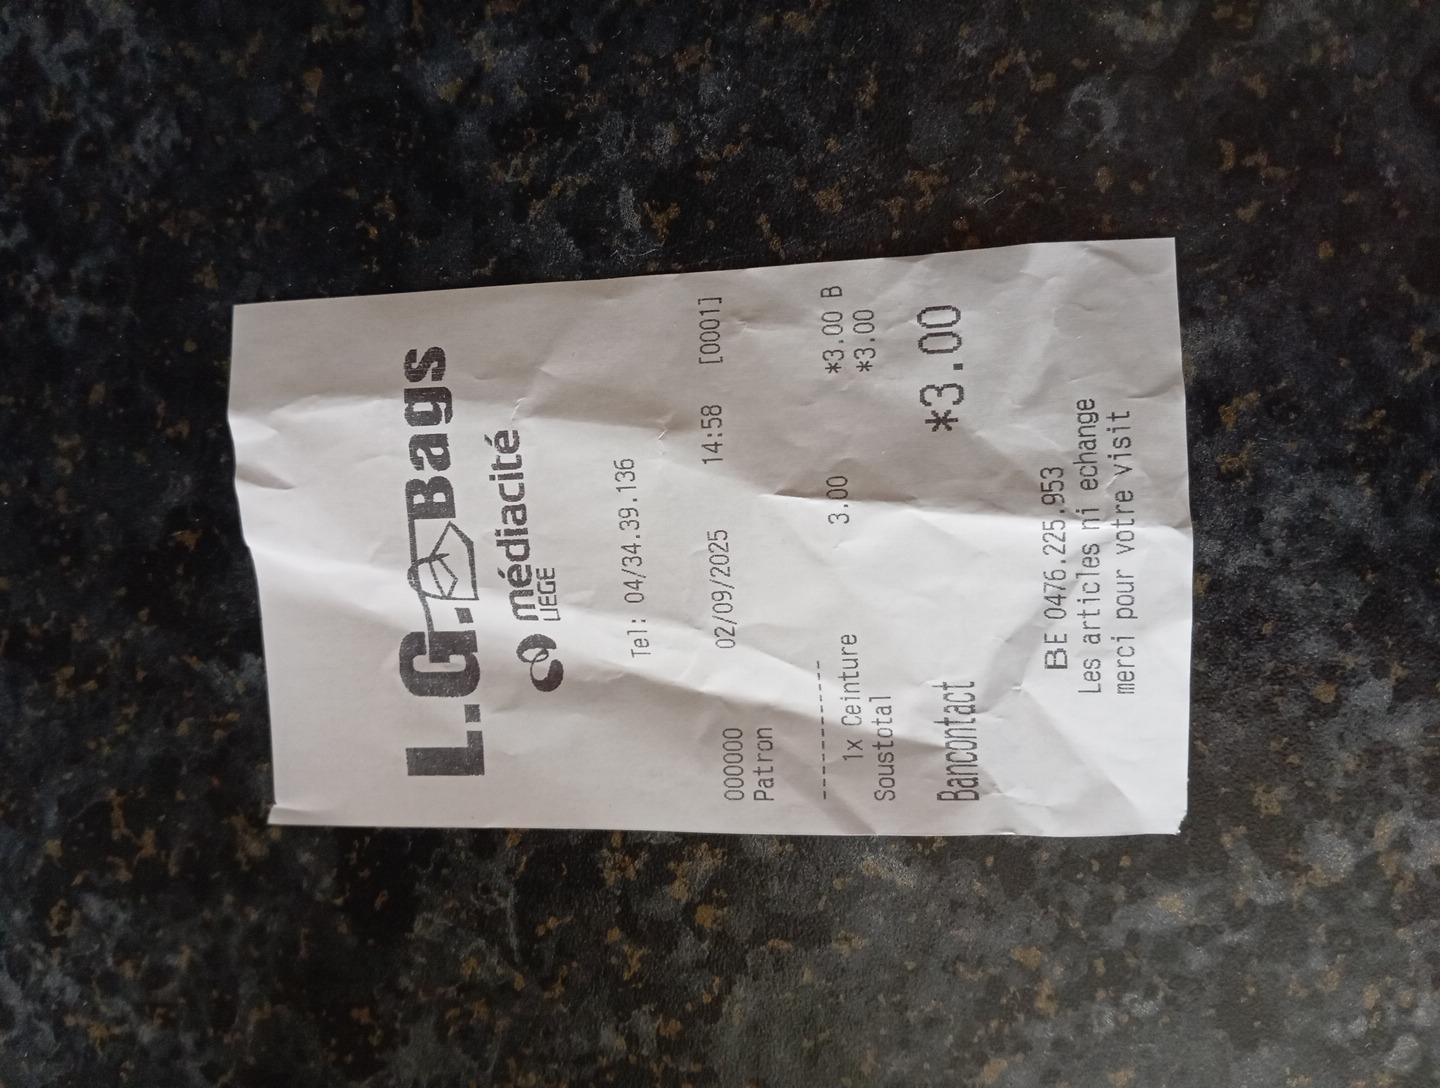 L.G. Bags
médiacité
LIEGE
Tel: 04/34.39.136
000000 02/09/2025 14:58 [0001]
Patron
-------------
1x Ceinture 3.00 *3.00 B
Soustotal *3.00
Bancontact *3.00
BE 0476.225.953
Les articles ni echange
merci pour votre visit